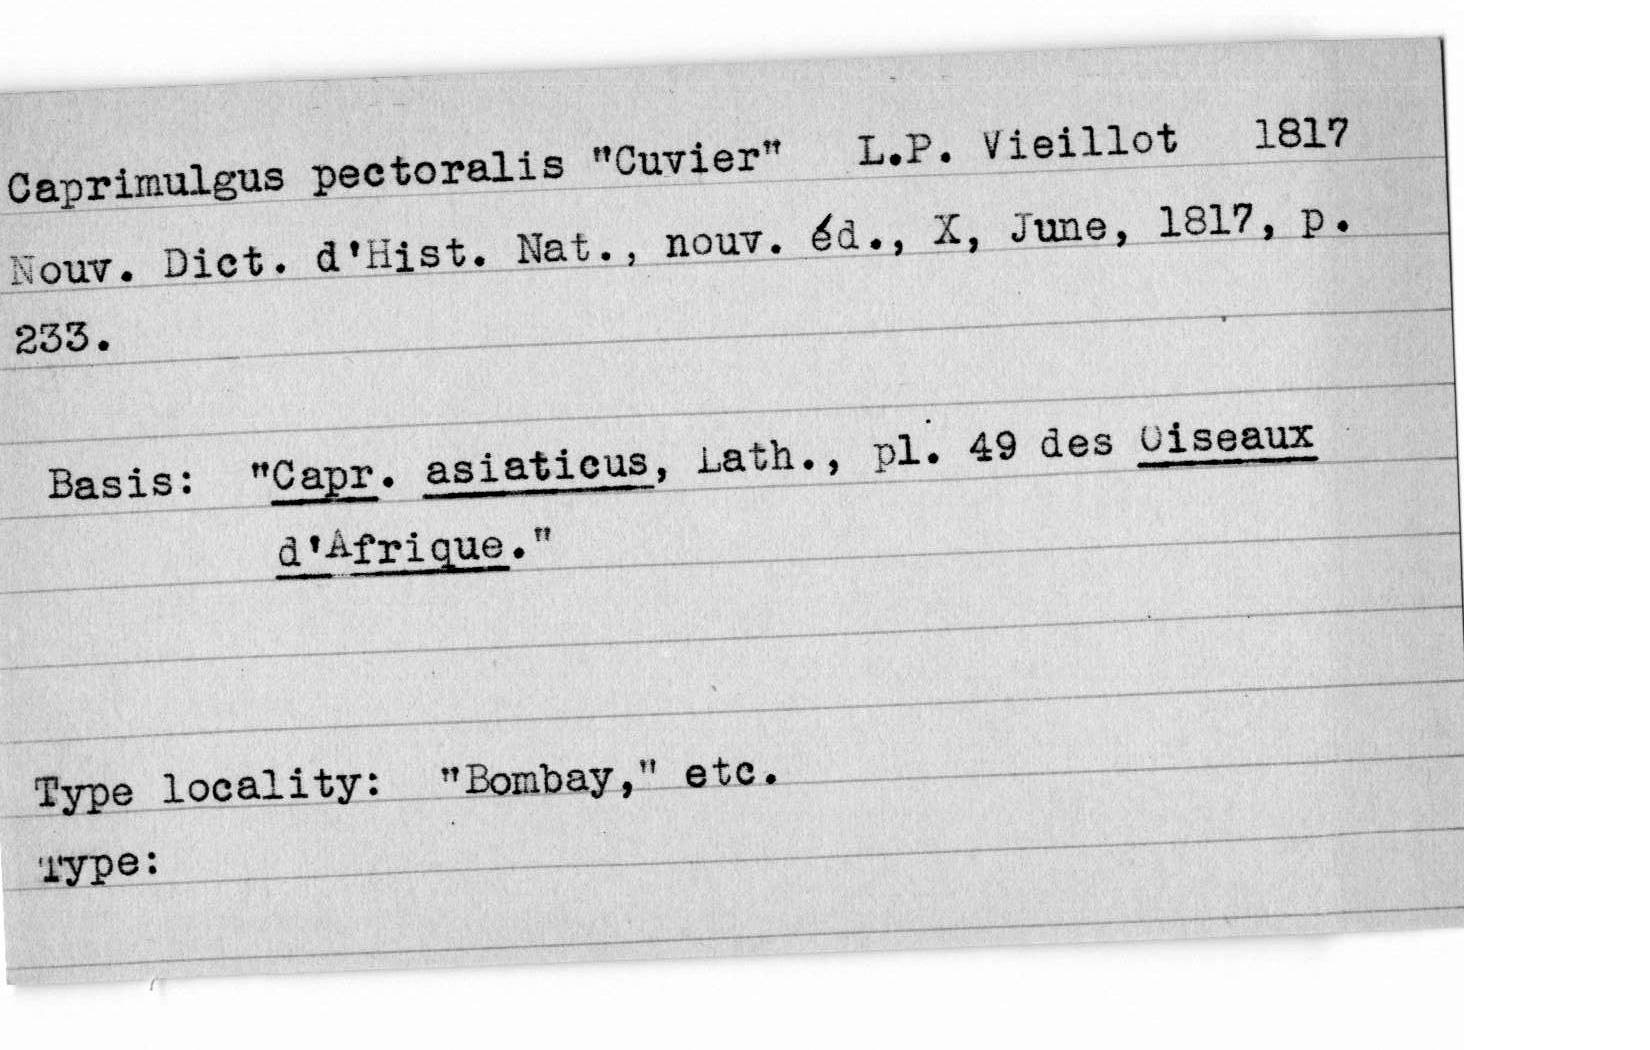 Caprimulgus pectoralis "Cuvier" L.P. Vieillot 1817
Nouv. Dict. d'Hist. Nat., nouv. éd., X, June, 1817, p.
233.
Basis: "Capr. asiaticus, Lath., pl. 49 des Oiseaux
d'Afrique."
Type locality: "Bombay," etc.
Type: